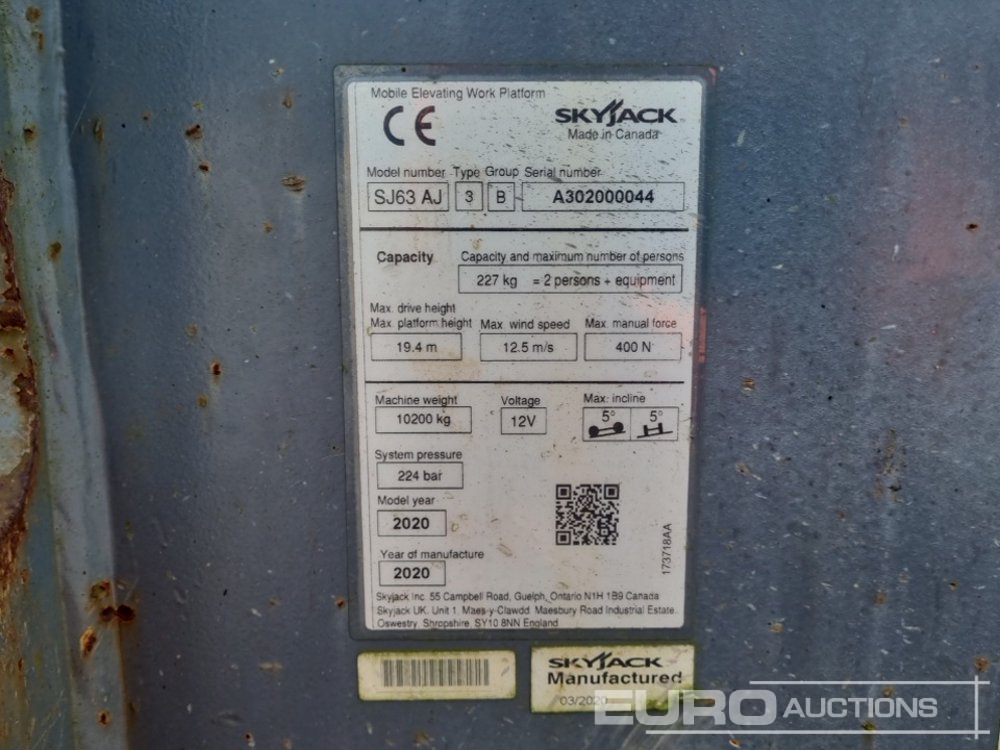 Mobile Elevating Work Platform
CE
SKYJACK
Made in Canada
Model number Type Group Serial number
SJ63 AJ 3 B A302000044
Capacity
Capacity and maximum number of persons
227 kg = 2 persons + equipment
Max. drive height
Max. platform height Max. wind speed Max. manual force
19.4 m 12.5 m/s 400 N
Machine weight Voltage Max. incline
10200 kg 12V 5° 5°
System pressure
224 bar
Model year
2020
Year of manufacture
2020
173718AA
Skyjack Inc. 55 Campbell Road, Guelph, Ontario N1H 1B9 Canada
Skyjack UK. Unit 1. Maes-y-Clawdd. Maesbury Road Industrial Estate.
Oswestry, Shropshire. SY10 8NN England
SKYJACK
Manufactured
03/2020
EURO AUCTIONS